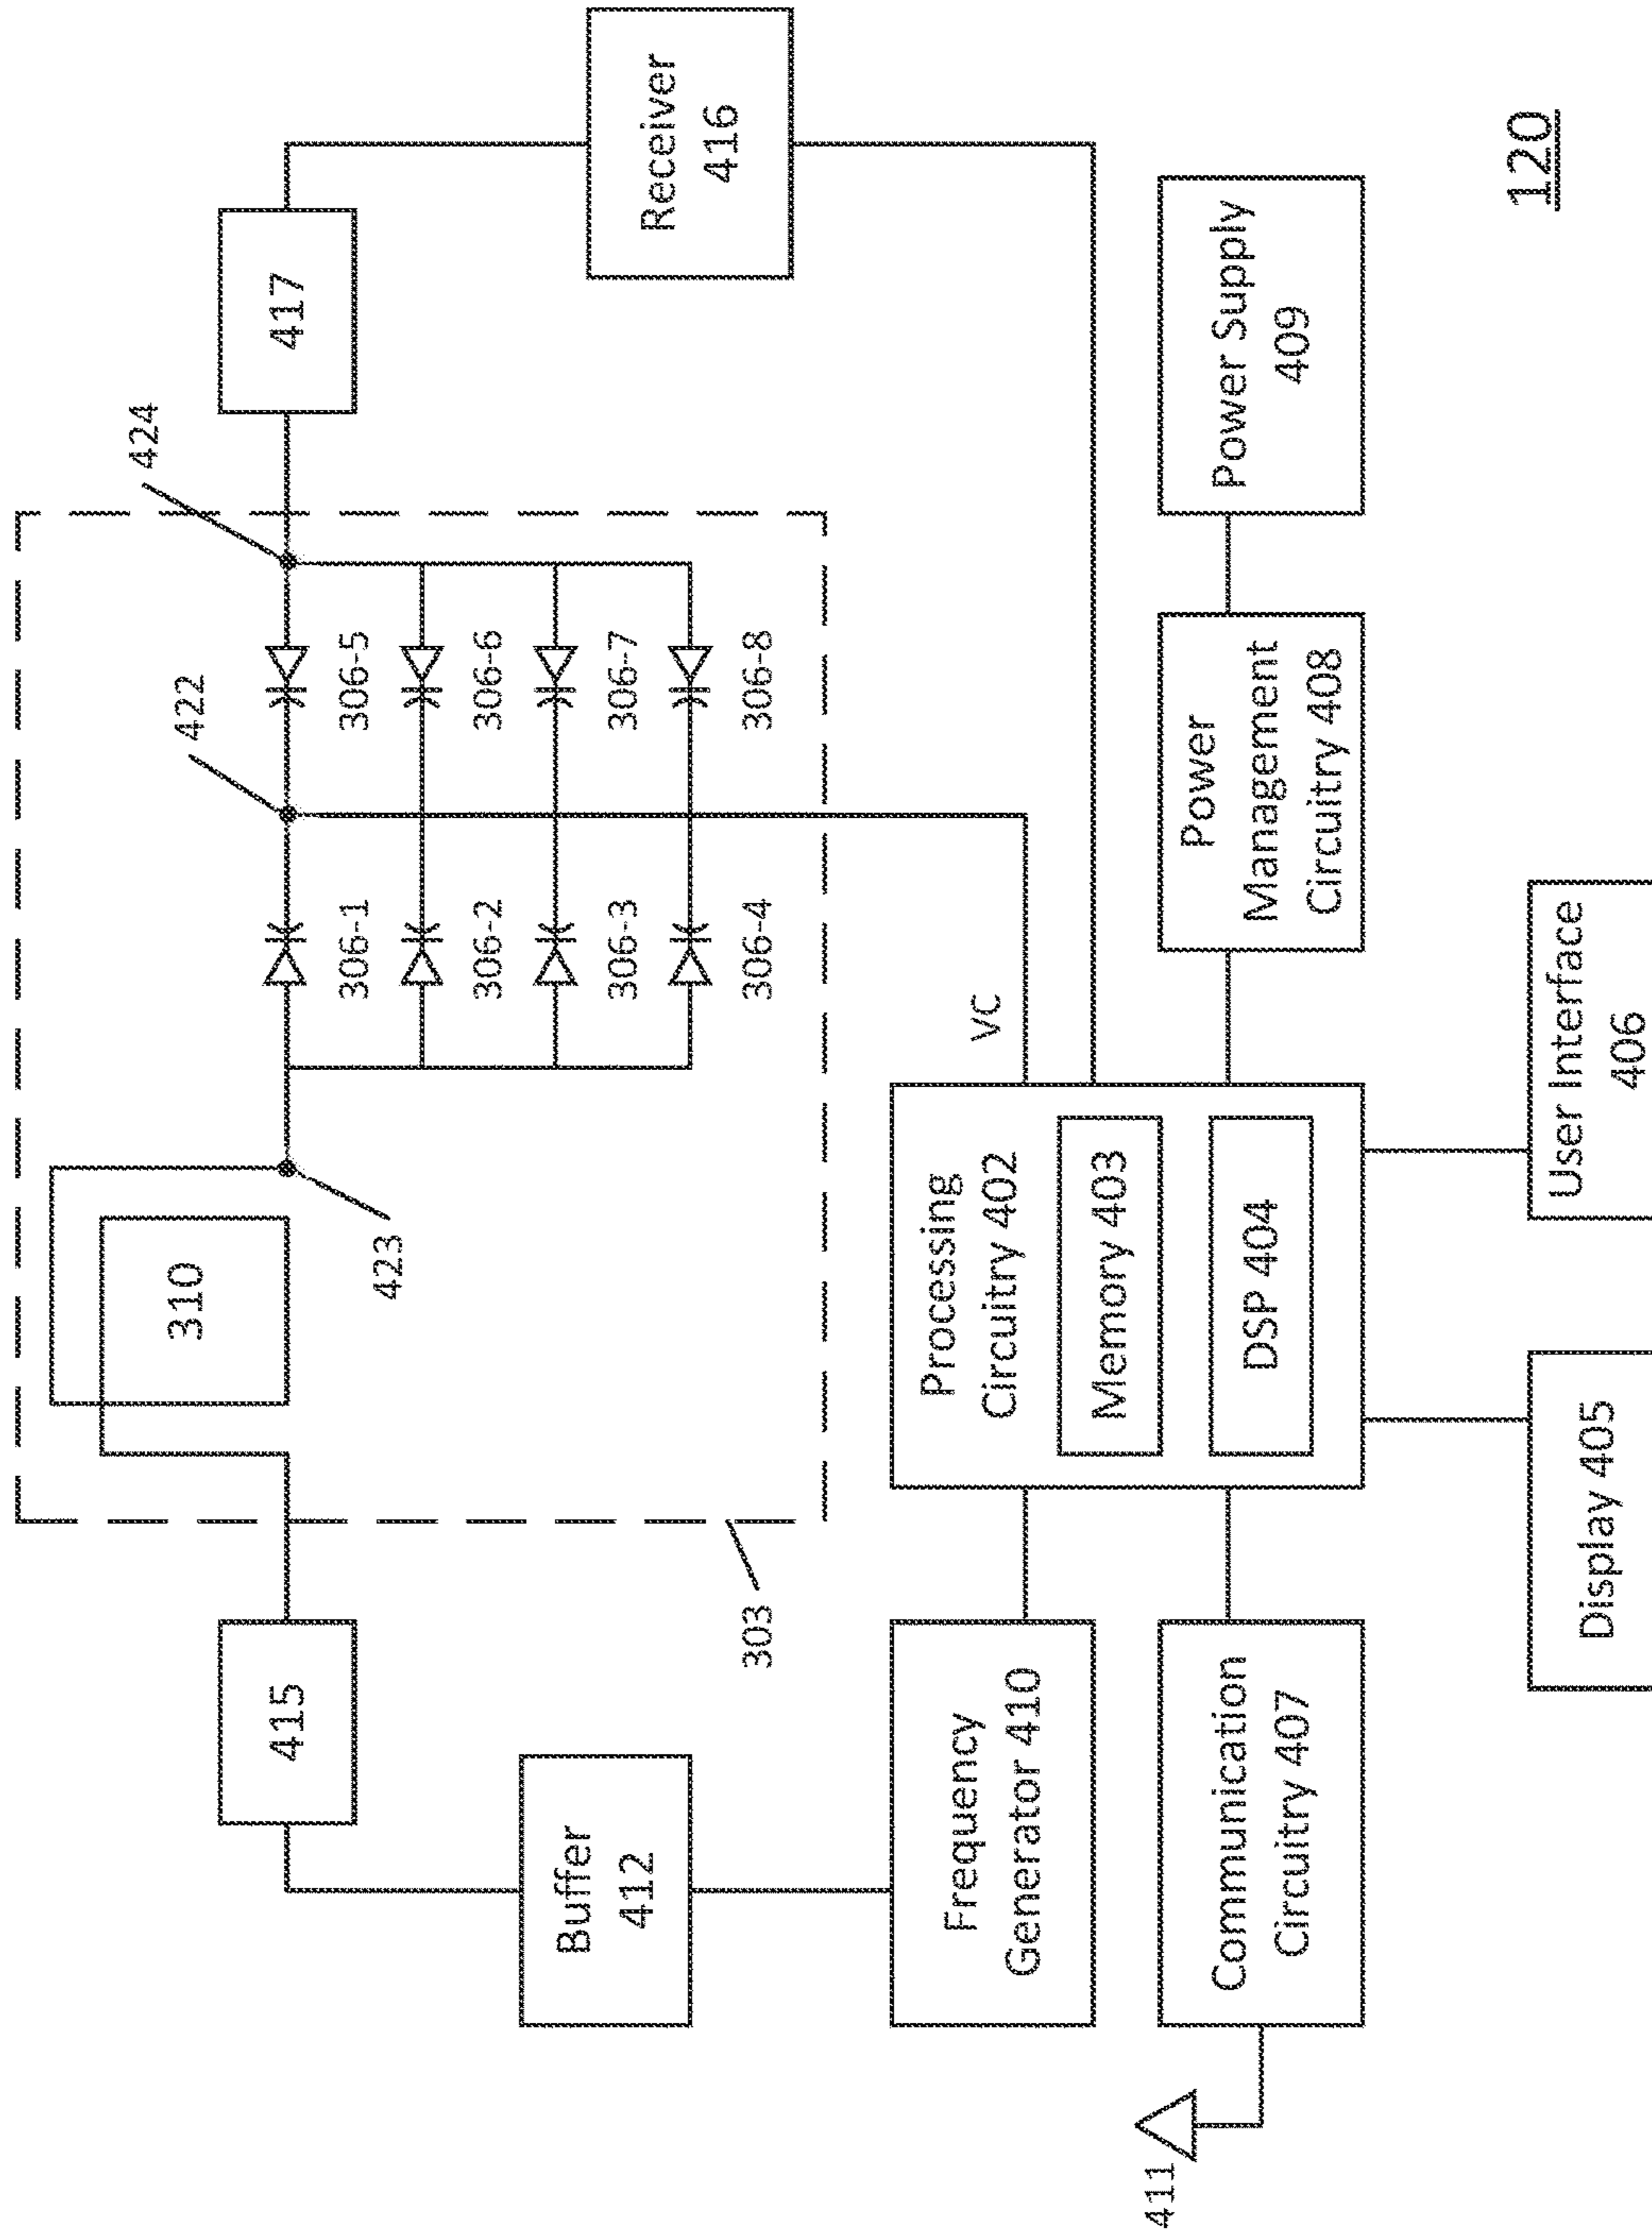 424
422
417
306-5
306-6
306-7
306-8
Receiver
416
306-1
306-2
306-3
306-4
310
423
415
303
VC
Buffer
412
Frequency
Generator 410
Processing
Circuitry 402
Memory 403
DSP 404
Power
Management
Circuitry 408
Power Supply
409
411
Communication
Circuitry 407
Display 405
User Interface
406
120